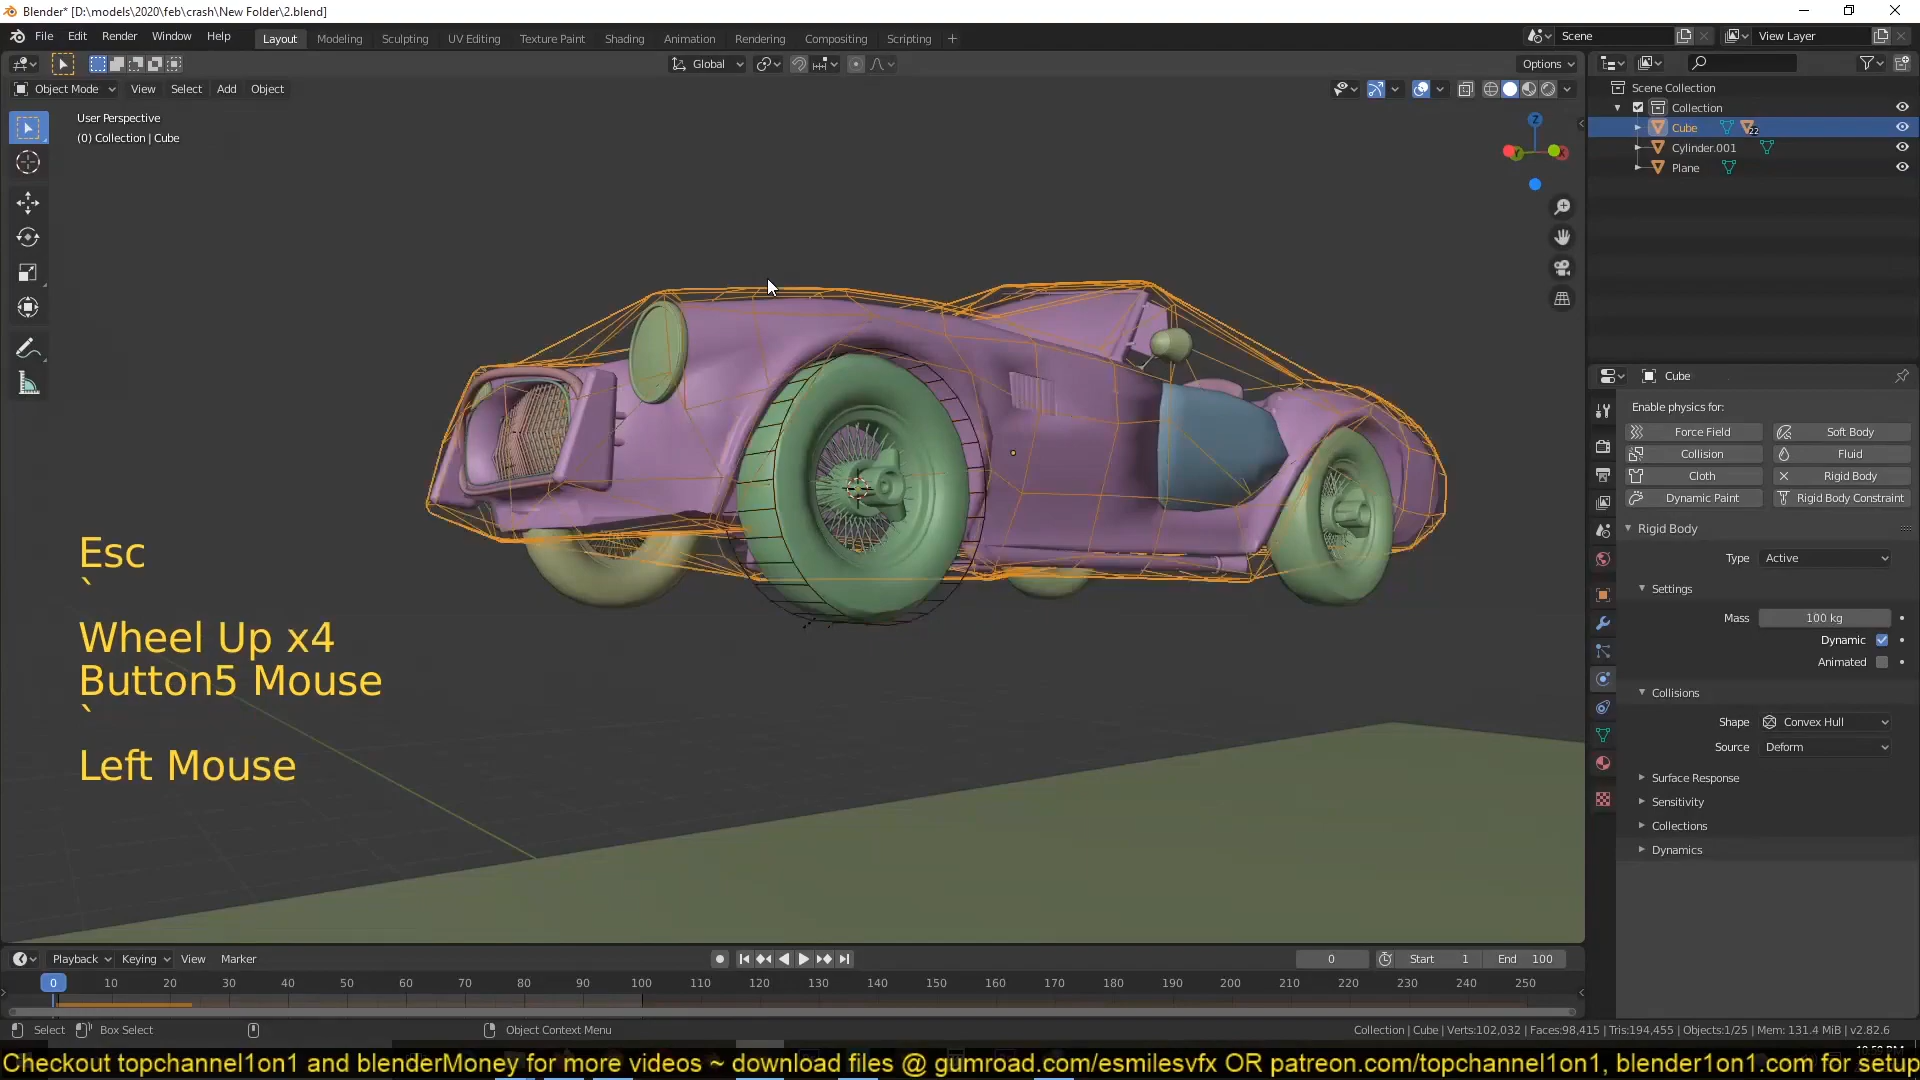 Blender* [D:\models\2020\feb\crash\New Folder\2.blend]
File Edit Render Window Help
Layout Modeling Sculpting UV Editing Texture Paint Shading Animation Rendering Compositing Scripting
Scene View Layer
Global Options
Object Mode View Select Add Object
User Perspective
(0) Collection | Cube
Z
Scene Collection
Collection
Cube 22
Cylinder.001
Plane
Cube
Enable physics for:
Force Field Soft Body
Collision Fluid
Cloth Rigid Body
Dynamic Paint Rigid Body Constraint
Rigid Body
Type Active
Settings
Mass 100 kg
Dynamic
Animated
Collisions
Shape Convex Hull
Source Deform
Surface Response
Sensitivity
Collections
Dynamics
Esc
`
Wheel Up x4
Button5 Mouse
`
Left Mouse
Playback Keying View Marker 0 Start 1 End 100
0 10 20 30 40 50 60 70 80 90 100 110 120 130 140 150 160 170 180 190 200 210 220 230 240 250
Select Box Select Object Context Menu Collection | Cube | Verts:102,032 | Faces:98,415 | Tris:194,455 | Objects:1/25 | Mem: 131.4 MiB | v2.82.6
Checkout topchannel1on1 and blenderMoney for more videos ~ download files @ gumroad.com/esmilesvfx OR patreon.com/topchannel1on1, blender1on1.com for setup